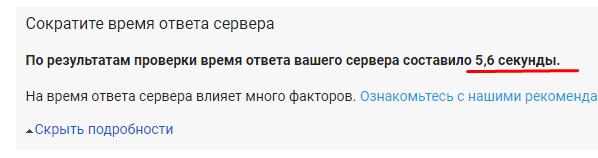 Сократите время ответа сервера
По результатам проверки время ответа вашего сервера составило 5,6 секунды.
На время ответа сервера влияет много факторов. Ознакомьтесь с нашими рекоменда
Скрыть подробности